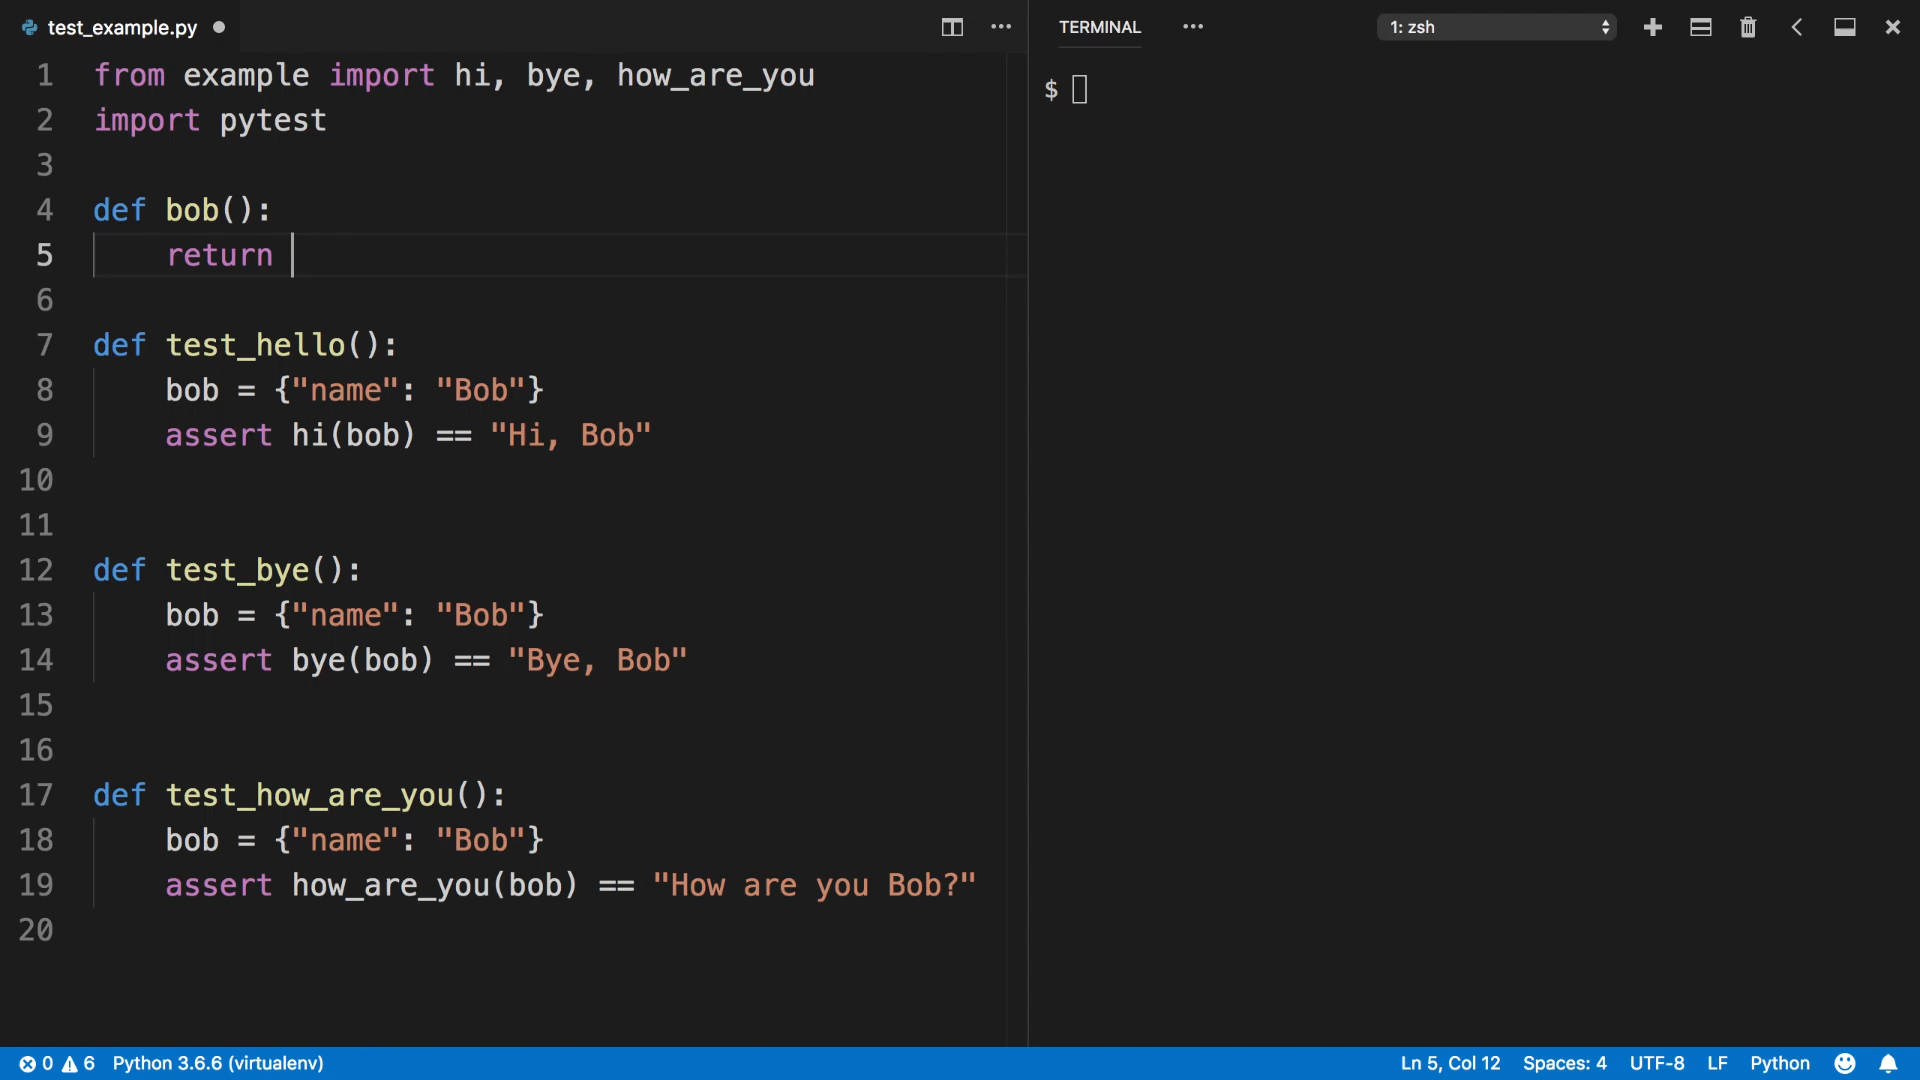 test_example.py
TERMINAL
1: zsh
1 from example import hi, bye, how_are_you
2 import pytest
3
4 def bob():
5     return
6
7 def test_hello():
8     bob = {"name": "Bob"}
9     assert hi(bob) == "Hi, Bob"
10
11
12 def test_bye():
13     bob = {"name": "Bob"}
14     assert bye(bob) == "Bye, Bob"
15
16
17 def test_how_are_you():
18     bob = {"name": "Bob"}
19     assert how_are_you(bob) == "How are you Bob?"
20
$
0 6 Python 3.6.6 (virtualenv)
Ln 5, Col 12 Spaces: 4 UTF-8 LF Python